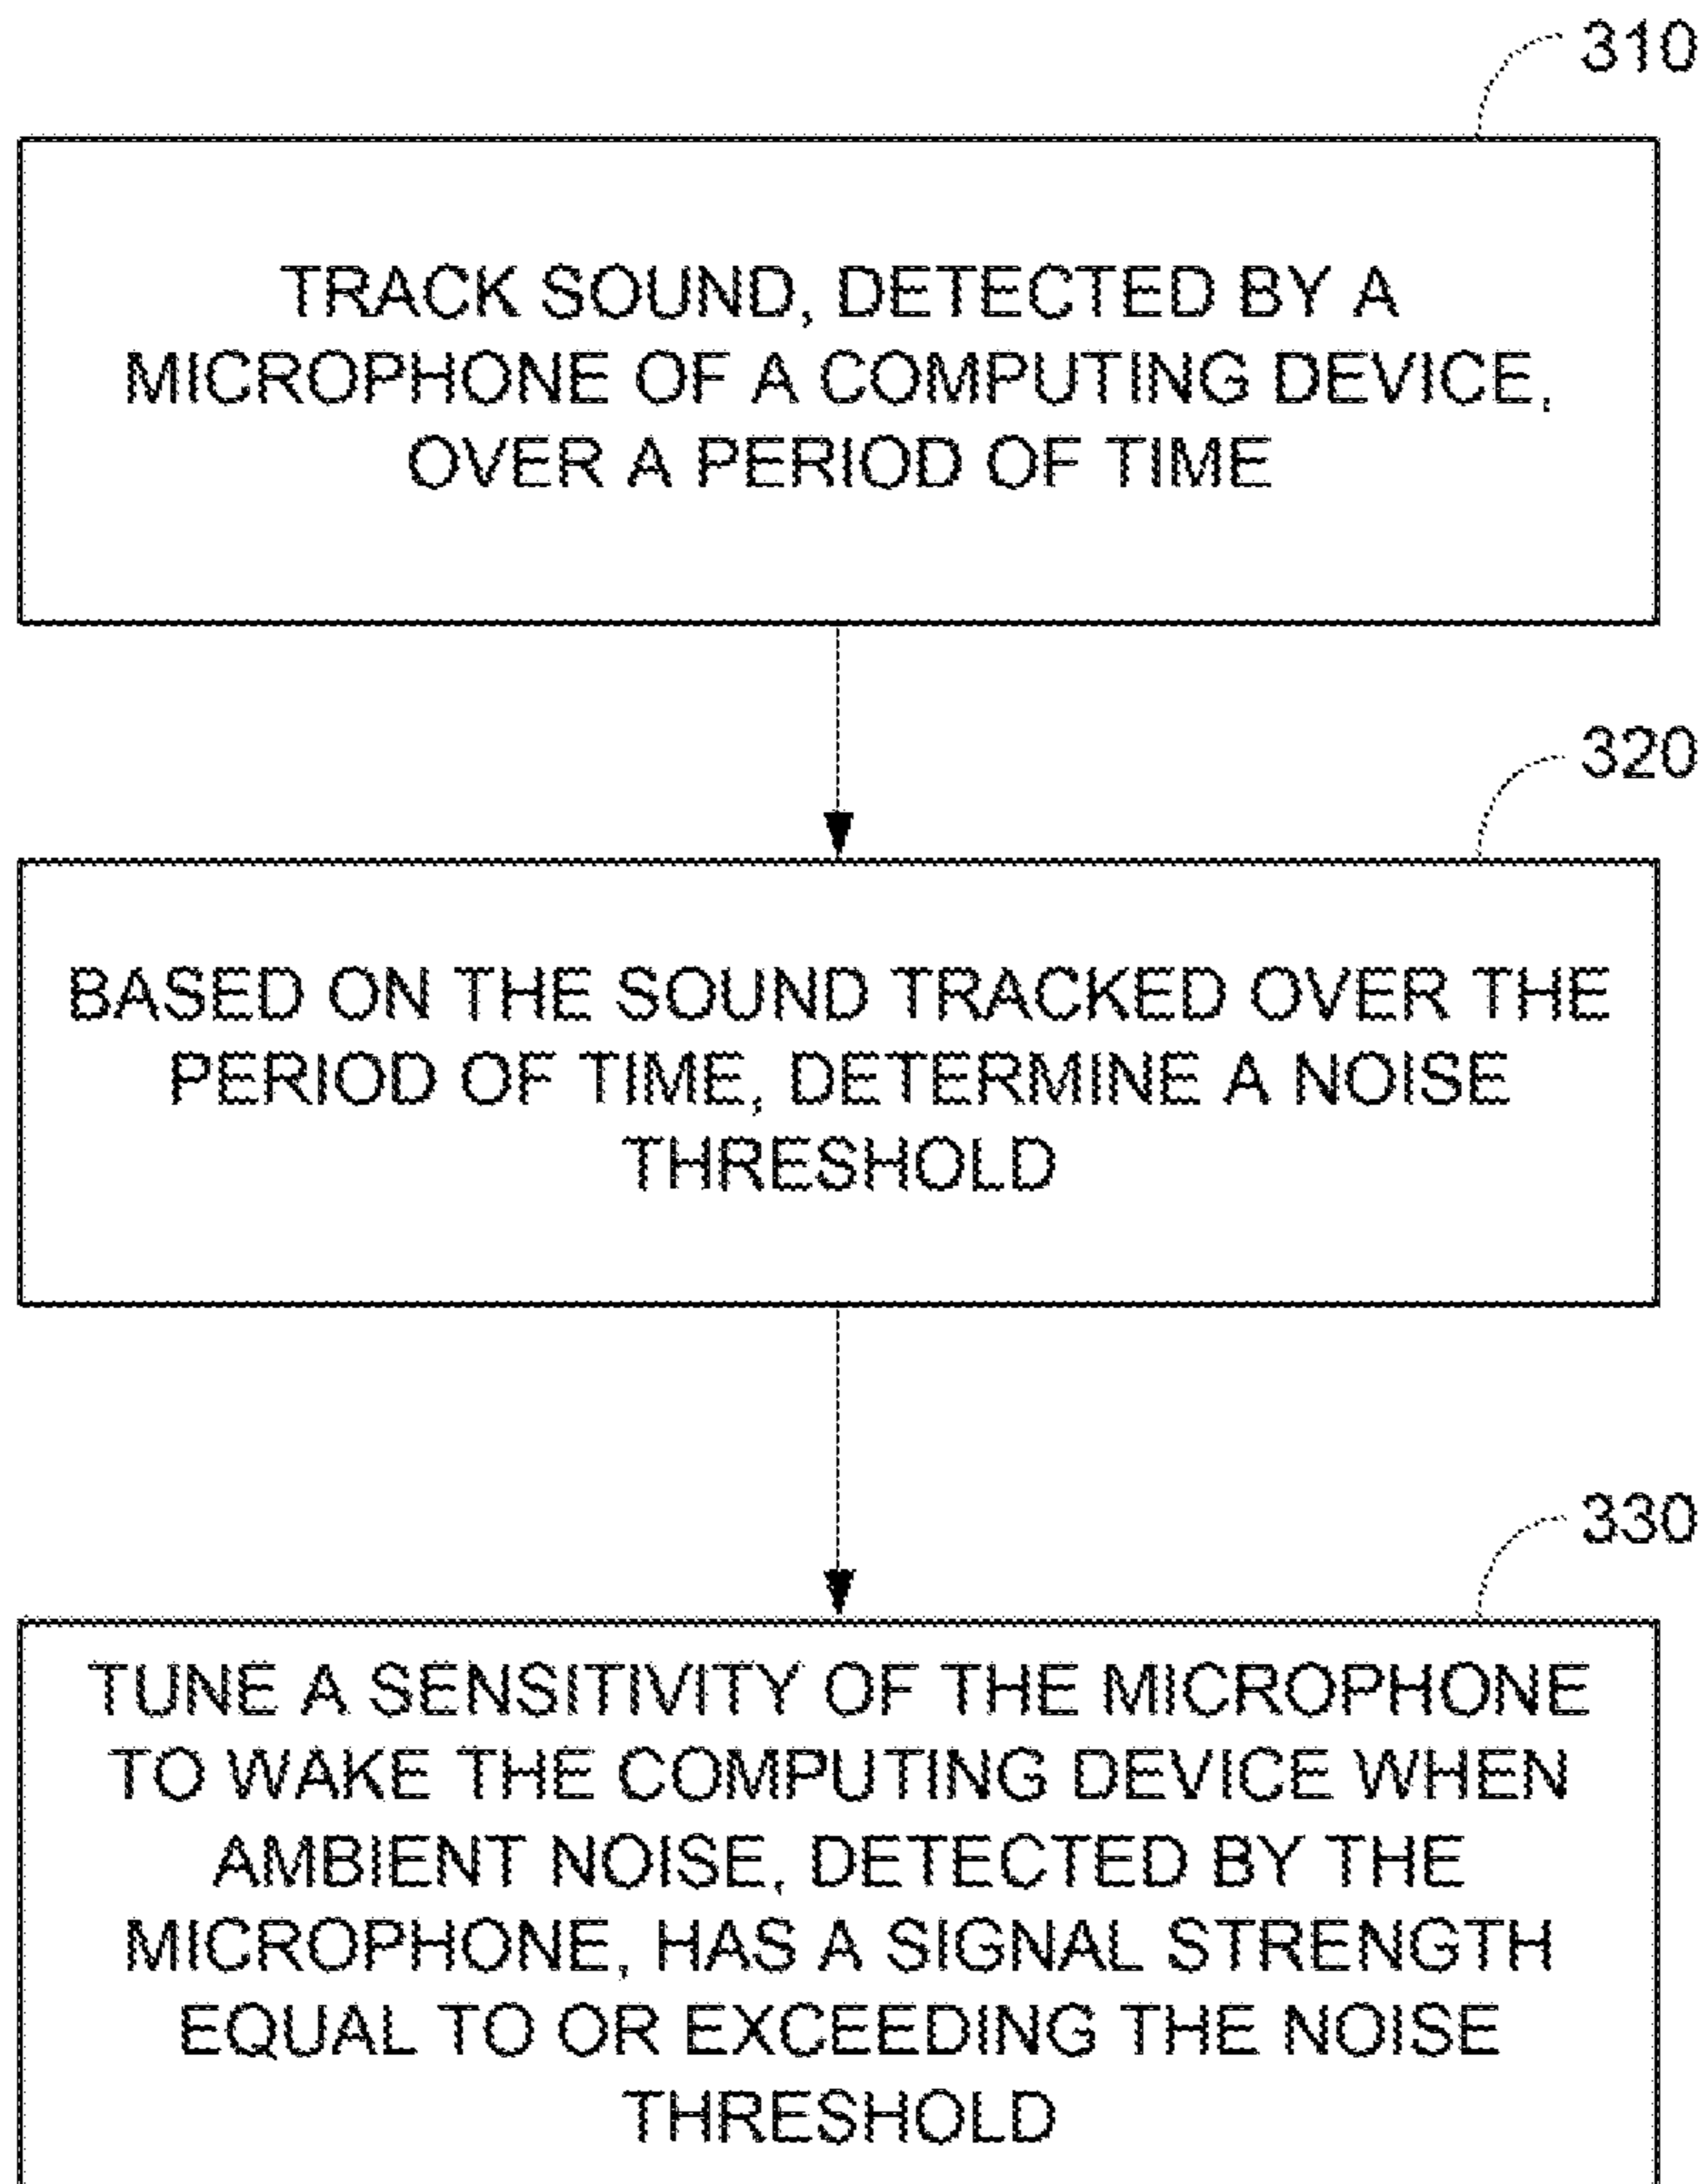 310
TRACK SOUND, DETECTED BY A
MICROPHONE OF A COMPUTING DEVICE,
OVER A PERIOD OF TIME
320
BASED ON THE SOUND TRACKED OVER THE
PERIOD OF TIME, DETERMINE A NOISE
THRESHOLD
330
TUNE A SENSITIVITY OF THE MICROPHONE
TO WAKE THE COMPUTING DEVICE WHEN
AMBIENT NOISE, DETECTED BY THE
MICROPHONE, HAS A SIGNAL STRENGTH
EQUAL TO OR EXCEEDING THE NOISE
THRESHOLD